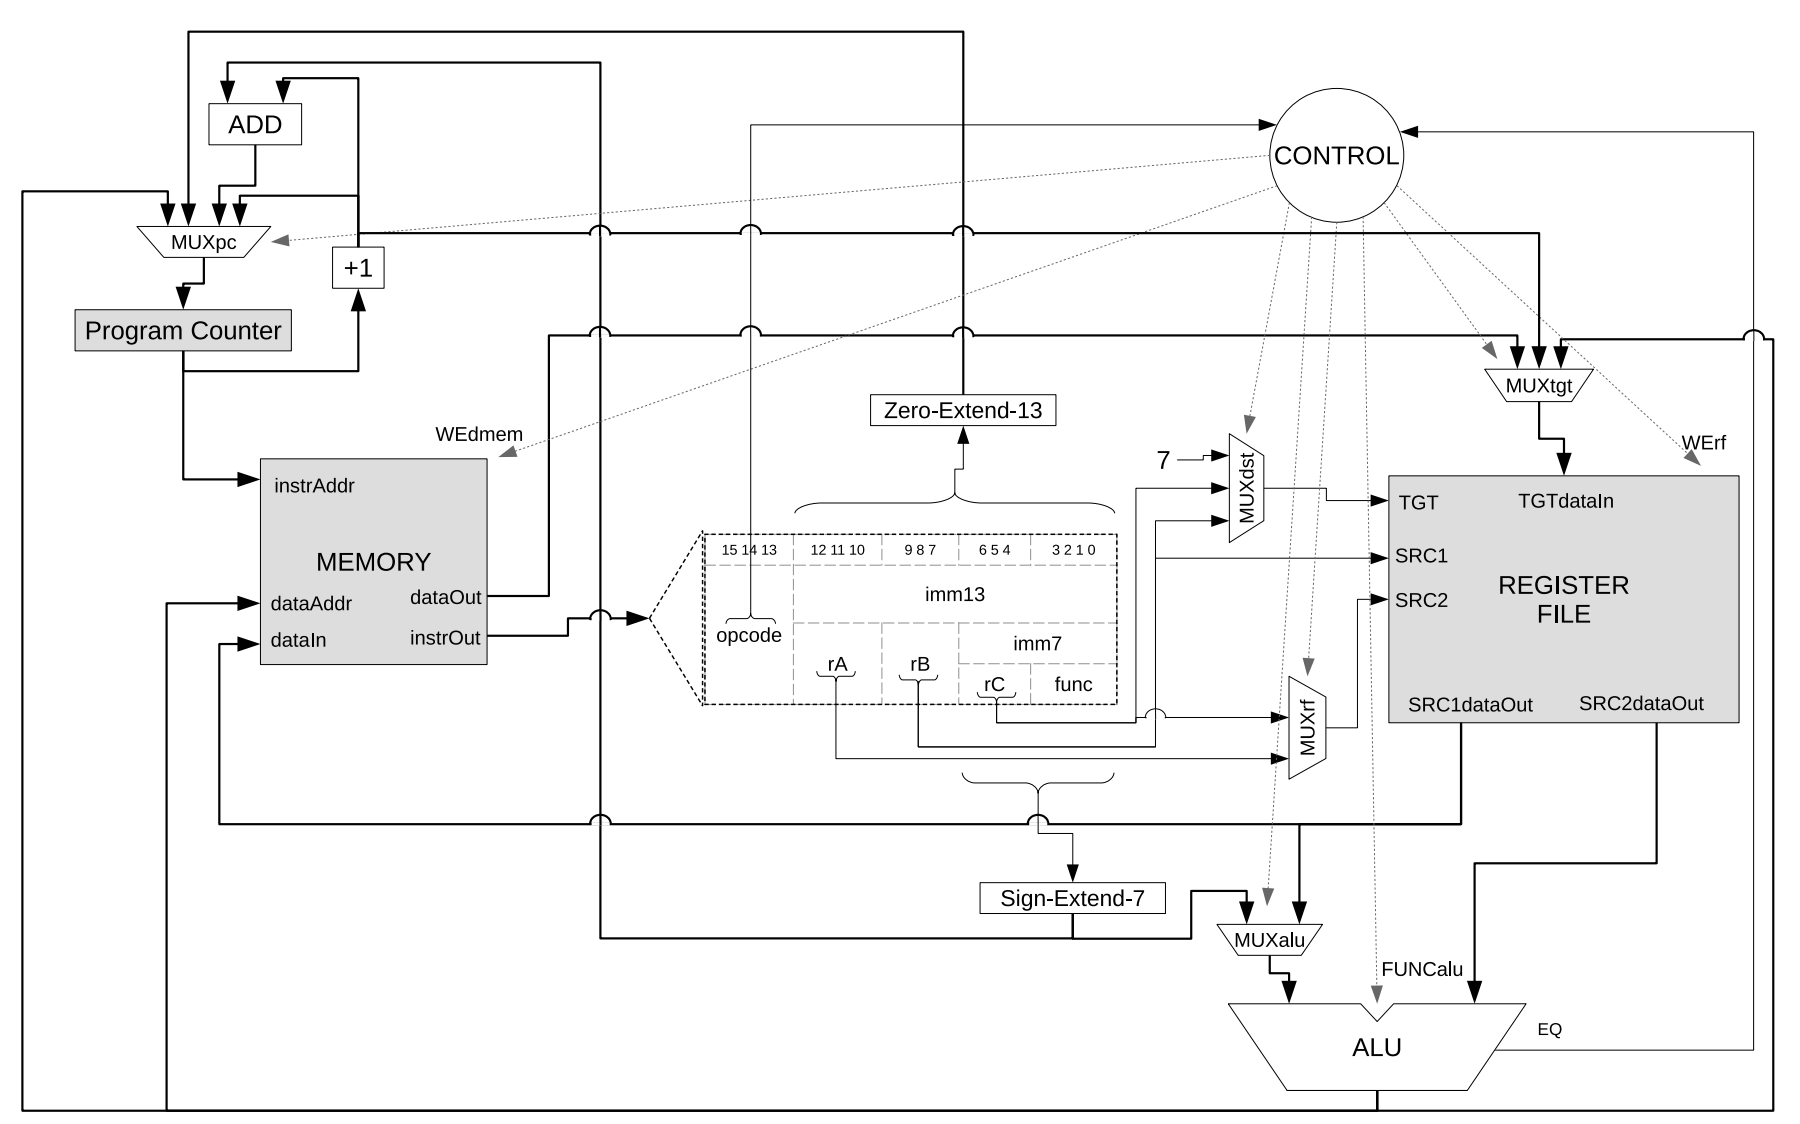 ADD
CONTROL
MUXpc
+1
Program Counter
MUXtgt
Zero-Extend-13
WEdmem
WErf
7
MUXdst
instrAddr
TGT
TGTdataIn
MEMORY
15 14 13
12 11 10
9 8 7
6 5 4
3 2 1 0
SRC1
REGISTER
FILE
dataAddr
dataOut
imm13
SRC2
dataIn
instrOut
opcode
imm7
rA
rB
rC
func
MUXrf
SRC1dataOut
SRC2dataOut
Sign-Extend-7
MUXalu
FUNCalu
EQ
ALU